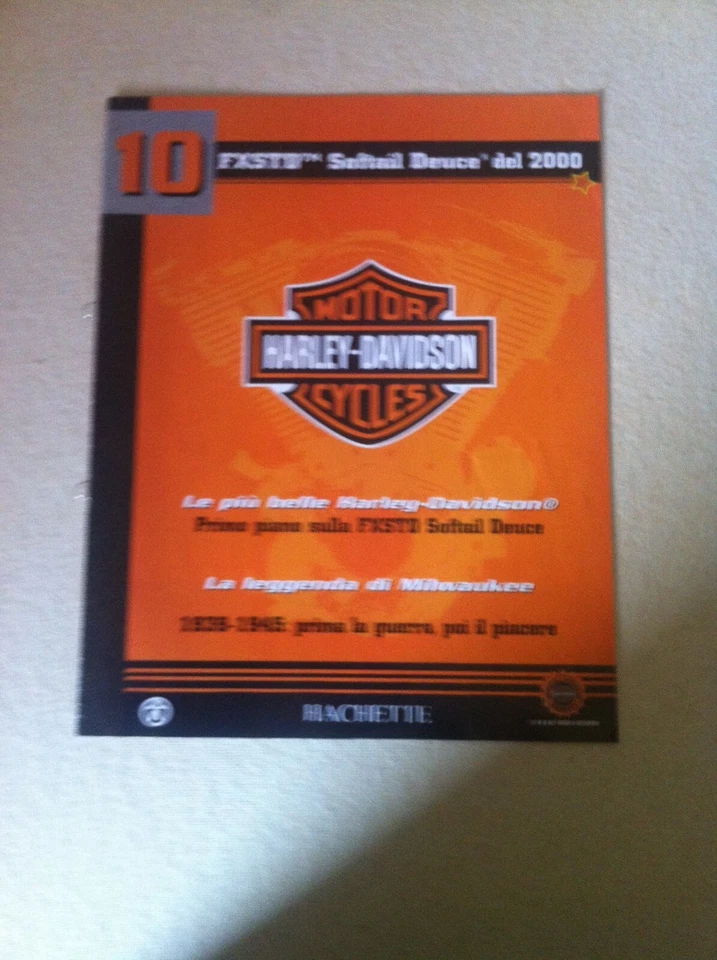 10
FXSTD™ Softail Deuce™ del 2000
MOTOR
HARLEY-DAVIDSON
CYCLES
Le più belle Harley-Davidson®
Primo piano sulla FXSTD Softail Deuce
La leggenda di Milwaukee
prima la guerra, poi il piacere
HACHETTE